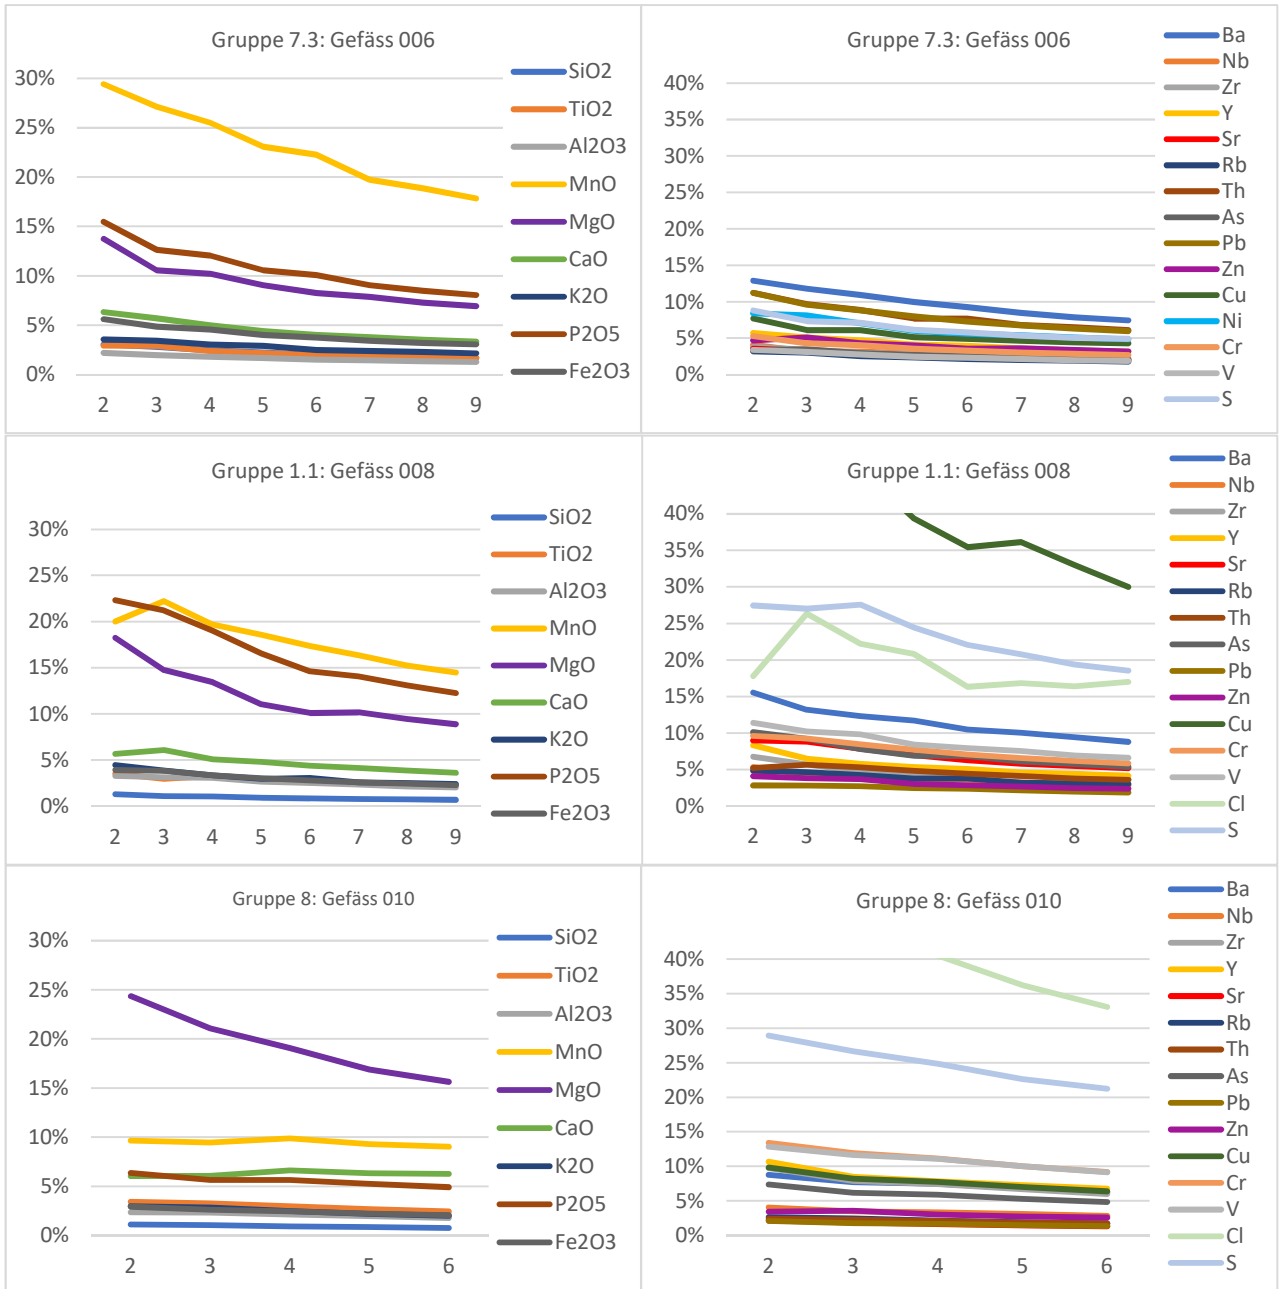 Gruppe 7.3: Gefäss 006
30%
25%
20%
15%
10%
5%
0%
2 3 4 5 6 7 8 9
SiO2
TiO2
Al2O3
MnO
MgO
CaO
K2O
P2O5
Fe2O3
Gruppe 7.3: Gefäss 006
40%
35%
30%
25%
20%
15%
10%
5%
0%
2 3 4 5 6 7 8 9
Ba
Nb
Zr
Y
Sr
Rb
Th
As
Pb
Zn
Cu
Ni
Cr
V
S
Gruppe 1.1: Gefäss 008
30%
25%
20%
15%
10%
5%
0%
2 3 4 5 6 7 8 9
SiO2
TiO2
Al2O3
MnO
MgO
CaO
K2O
P2O5
Fe2O3
Gruppe 1.1: Gefäss 008
40%
35%
30%
25%
20%
15%
10%
5%
0%
2 3 4 5 6 7 8 9
Ba
Nb
Zr
Y
Sr
Rb
Th
As
Pb
Zn
Cu
Cr
V
Cl
S
Gruppe 8: Gefäss 010
30%
25%
20%
15%
10%
5%
0%
2 3 4 5 6
SiO2
TiO2
Al2O3
MnO
MgO
CaO
K2O
P2O5
Fe2O3
Gruppe 8: Gefäss 010
40%
35%
30%
25%
20%
15%
10%
5%
0%
2 3 4 5 6
Ba
Nb
Zr
Y
Sr
Rb
Th
As
Pb
Zn
Cu
Cr
V
Cl
S